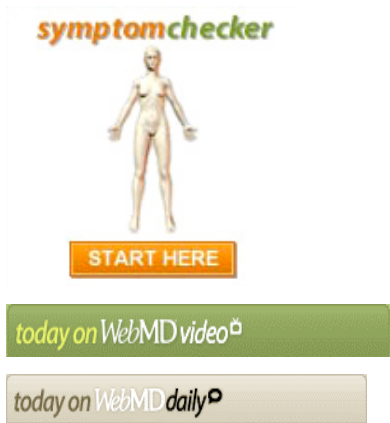 symptomchecker
START HERE
today on WebMD video
today on WebMD daily